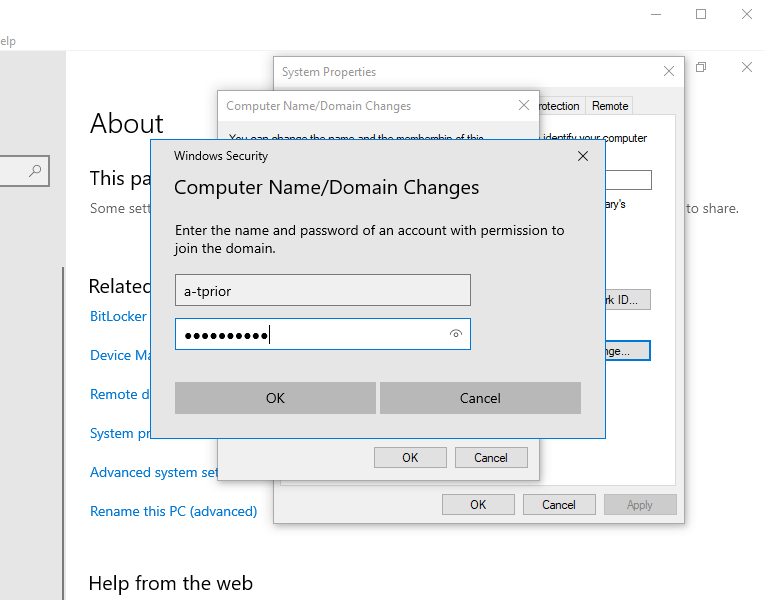 elp
System Properties
Computer Name/Domain Changes
rotection
Remote
About
You can change the name and the membership of this
identify your computer
Windows Security
Computer Name/Domain Changes
This pa
Some sett
ary's
to share.
Enter the name and password of an account with permission to
join the domain.
Related
a-tprior
rk ID...
BitLocker
●●●●●●●●●●
Device Ma
nge...
Remote d
OK
Cancel
System pr
OK
Cancel
Advanced system set
Rename this PC (advanced)
OK
Cancel
Apply
Help from the web